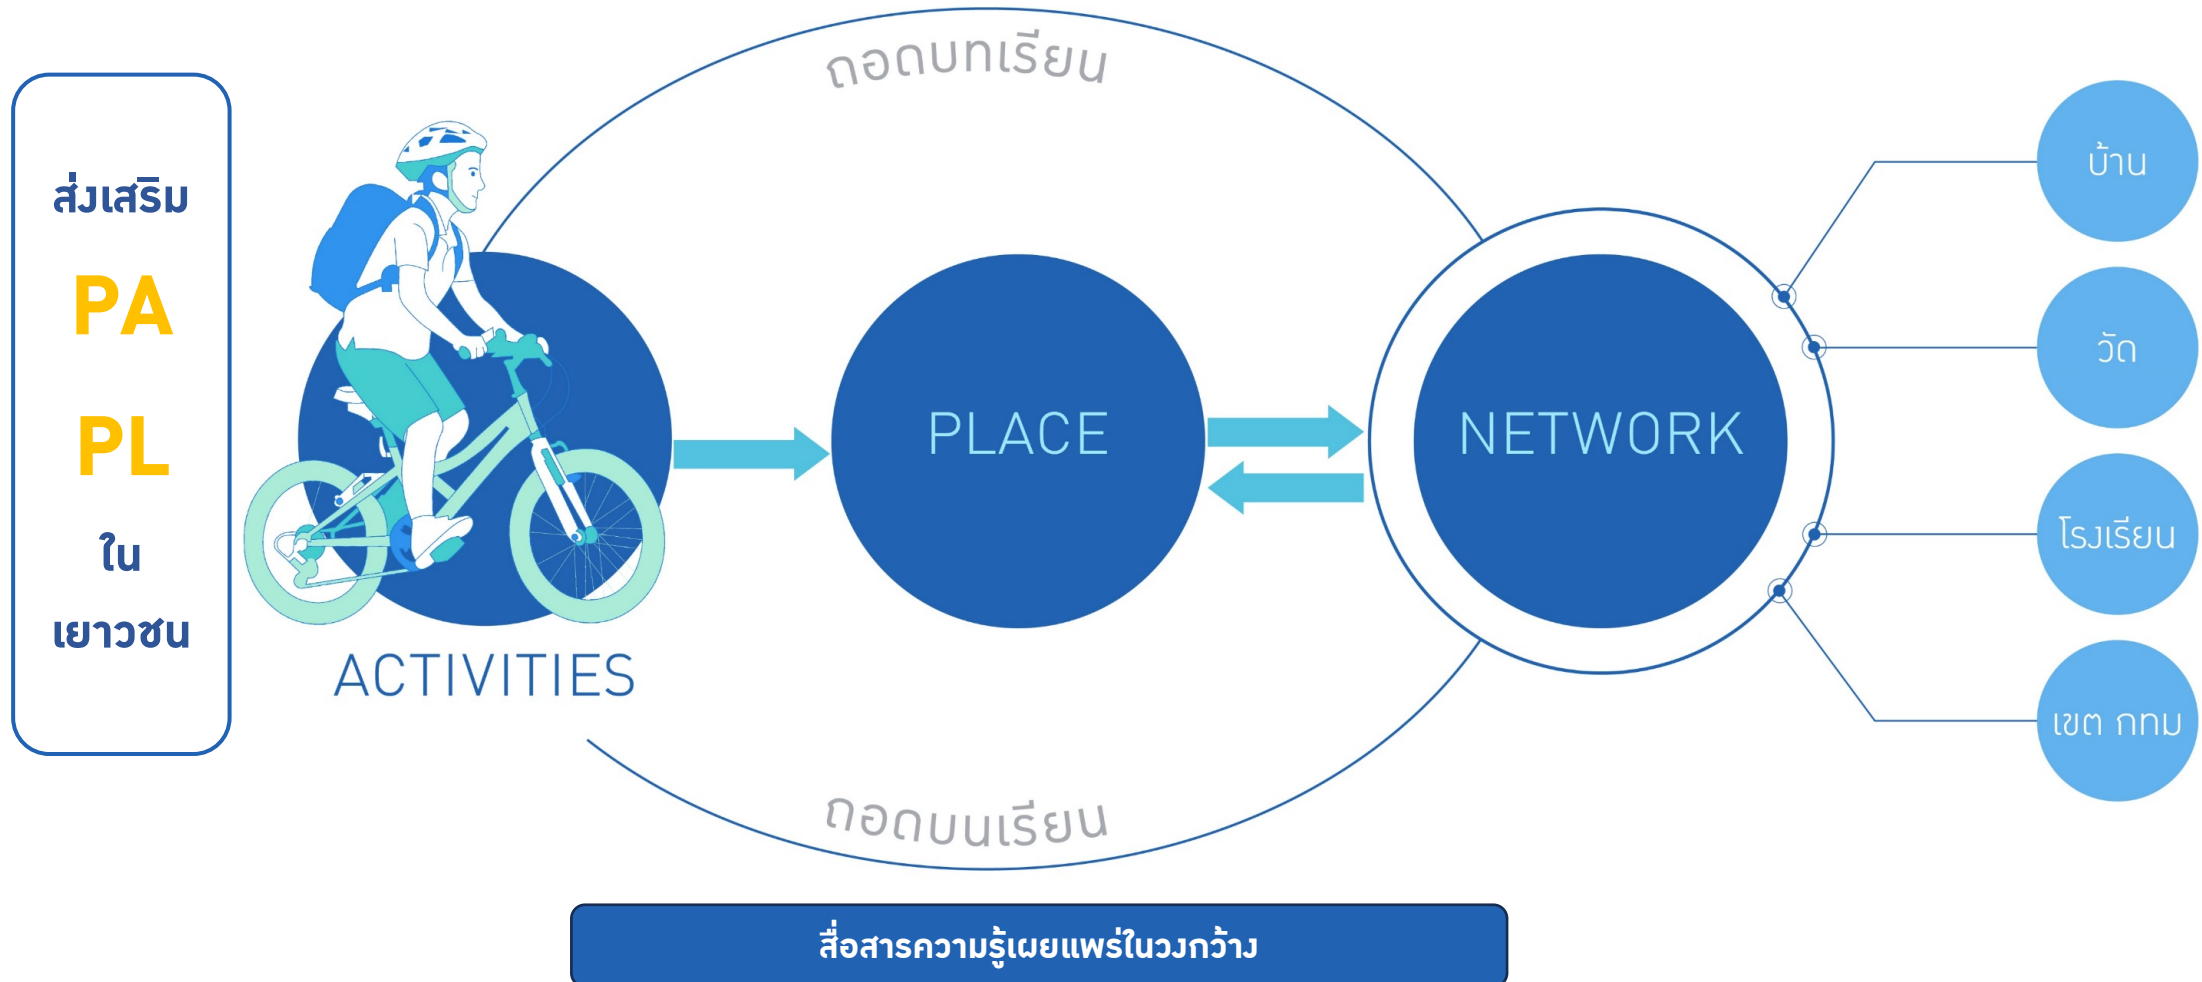 ส่งเสริม
PA
PL
ใน
เยาวชน
ถอดบทเรียน
ACTIVITIES
PLACE
NETWORK
บ้าน
วัด
โรงเรียน
เขต กทม
ถอดบนเรียน
สื่อสารความรู้เผยแพร่ในวงกว้าง